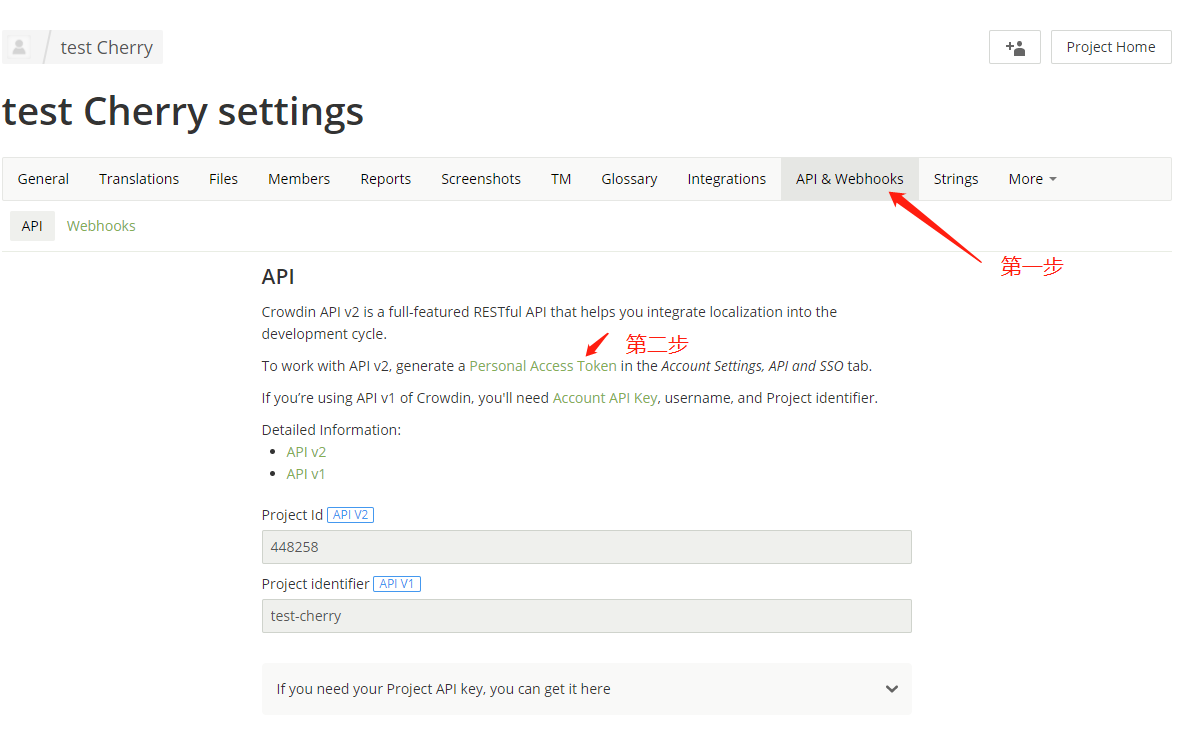 test Cherry
Project Home
test Cherry settings
General Translations Files Members Reports Screenshots TM Glossary Integrations API & Webhooks Strings More
API Webhooks
第一步
API
Crowdin API v2 is a full-featured RESTful API that helps you integrate localization into the
development cycle.
第二步
To work with API v2, generate a Personal Access Token in the Account Settings, API and SSO tab.
If you’re using API v1 of Crowdin, you'll need Account API Key, username, and Project identifier.
Detailed Information:
• API v2
• API v1
Project Id API V2
448258
Project identifier API V1
test-cherry
If you need your Project API key, you can get it here